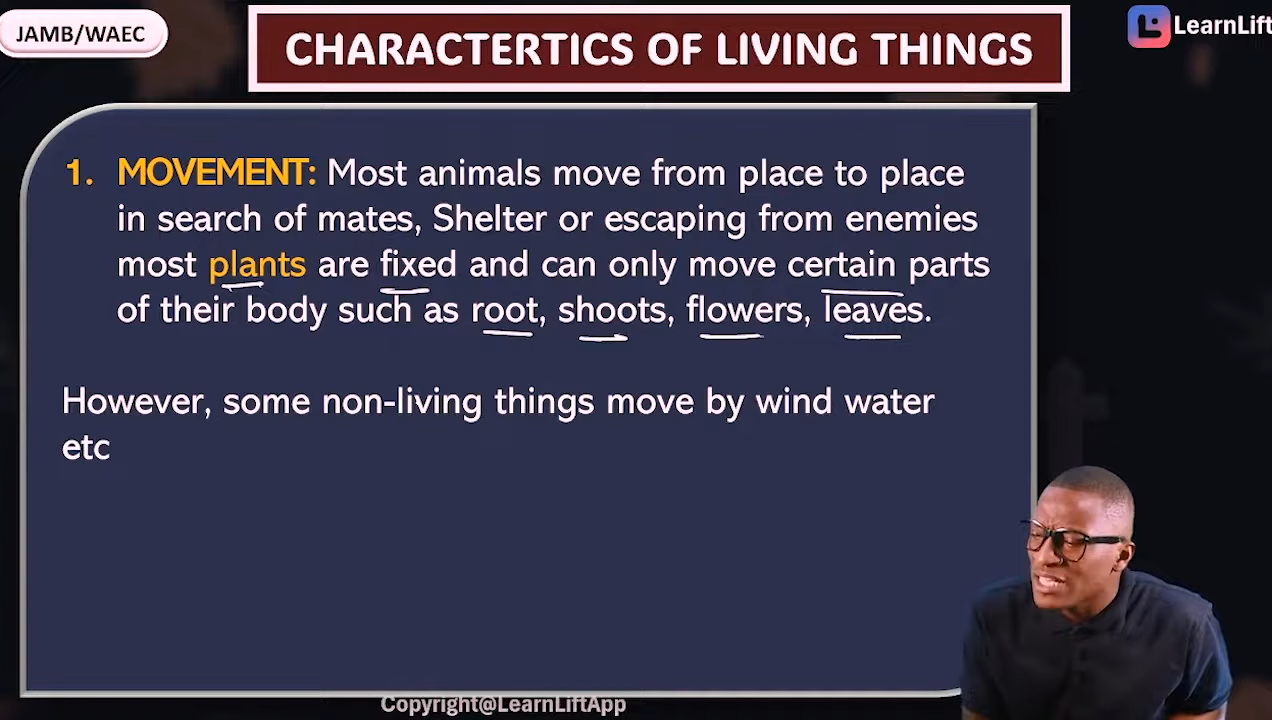 JAMB/WAEC
CHARACTERTICS OF LIVING THINGS
LearnLift
1. MOVEMENT: Most animals move from place to place
in search of mates, Shelter or escaping from enemies
most plants are fixed and can only move certain parts
of their body such as root, shoots, flowers, leaves.
However, some non-living things move by wind water
etc
Copyright@LearnLiftApp